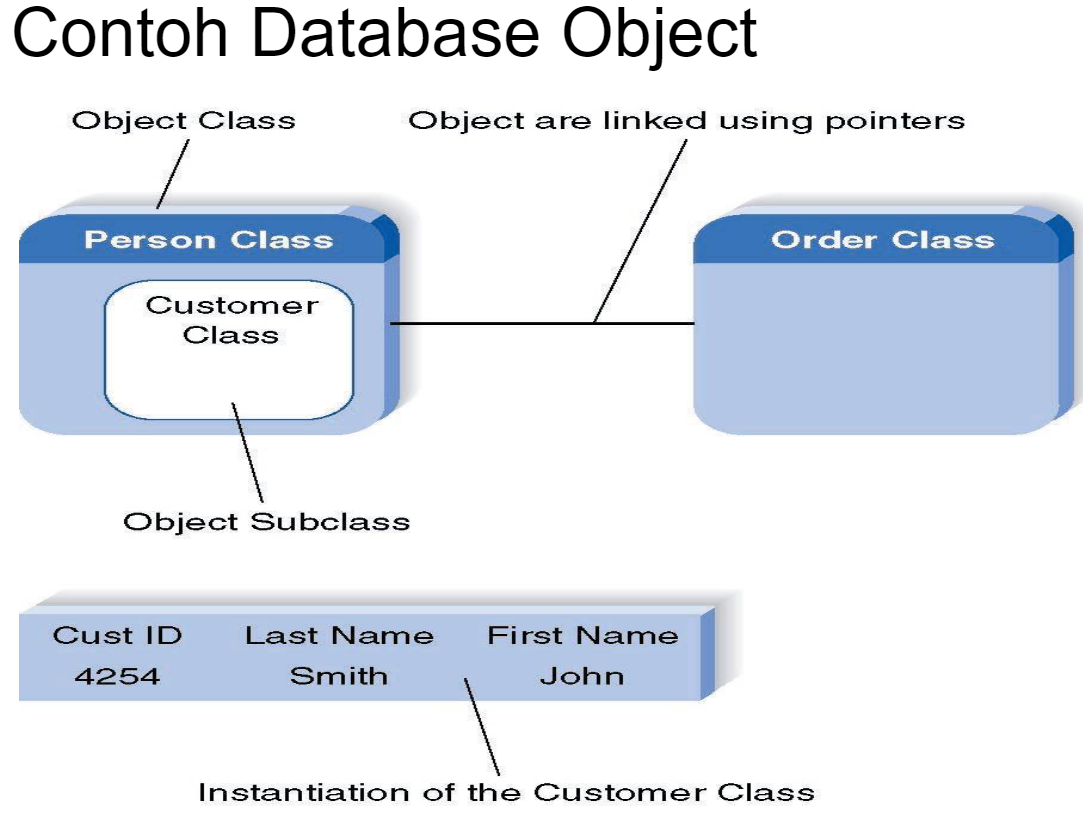 Contoh Database Object
Object Class
Object are linked using pointers
Person Class
Order Class
Customer
Class
Object Subclass
Cust ID Last Name First Name
4254 Smith John
Instantiation of the Customer Class